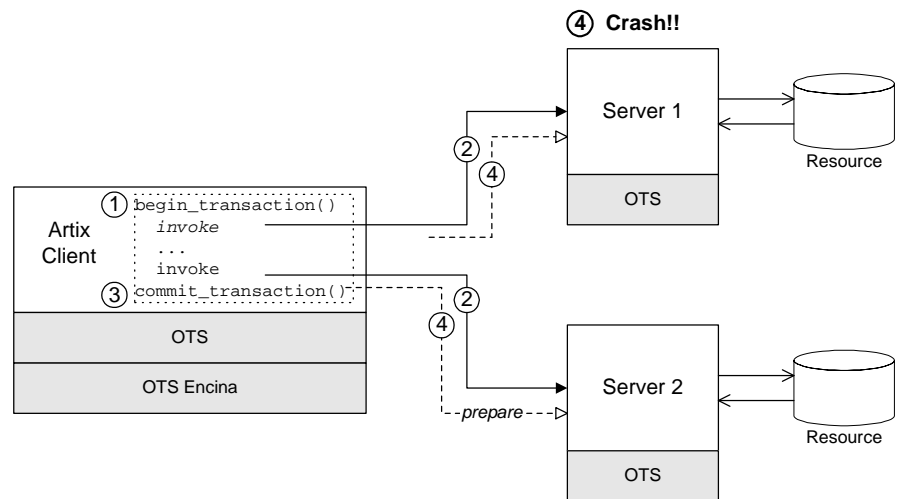 ④ Crash!!
Server 1
Resource
OTS
②
④
Artix
Client
① begin_transaction()
invoke
...
invoke
③ commit_transaction()
OTS
OTS Encina
②
④
prepare
Server 2
Resource
OTS